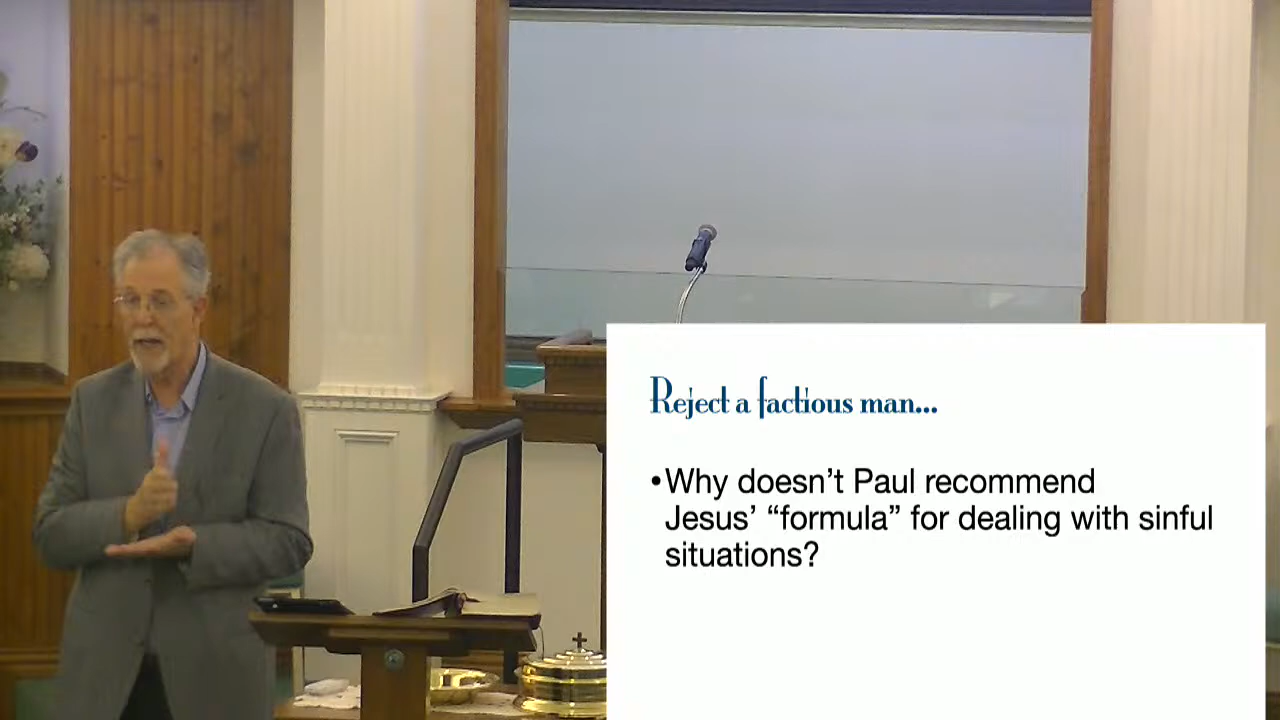 Reject a factious man...
•Why doesn’t Paul recommend
Jesus’ “formula” for dealing with sinful
situations?